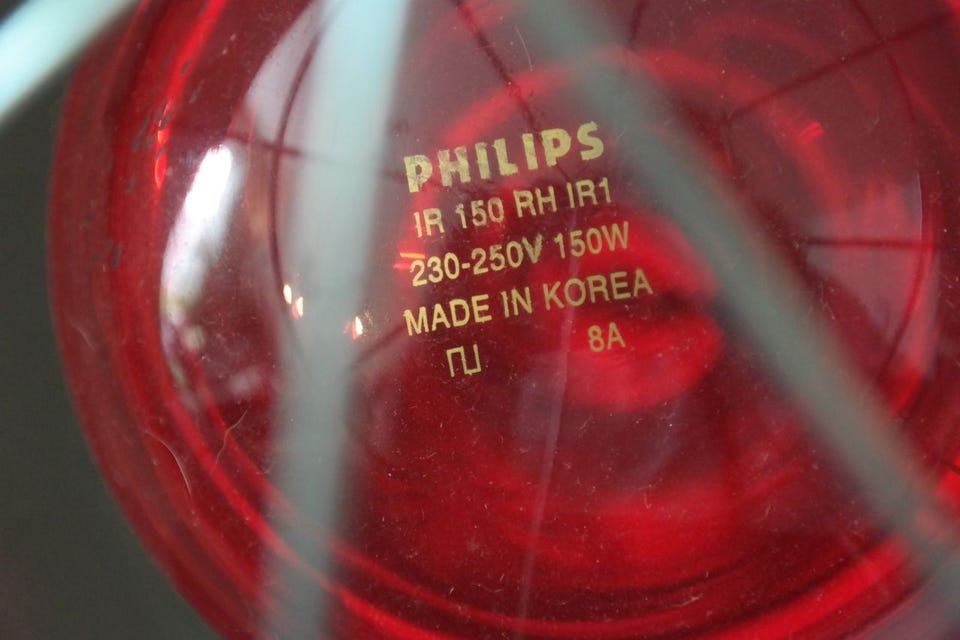 PHILIPS
IR 150 RH IR1
230-250V 150W
MADE IN KOREA
8A